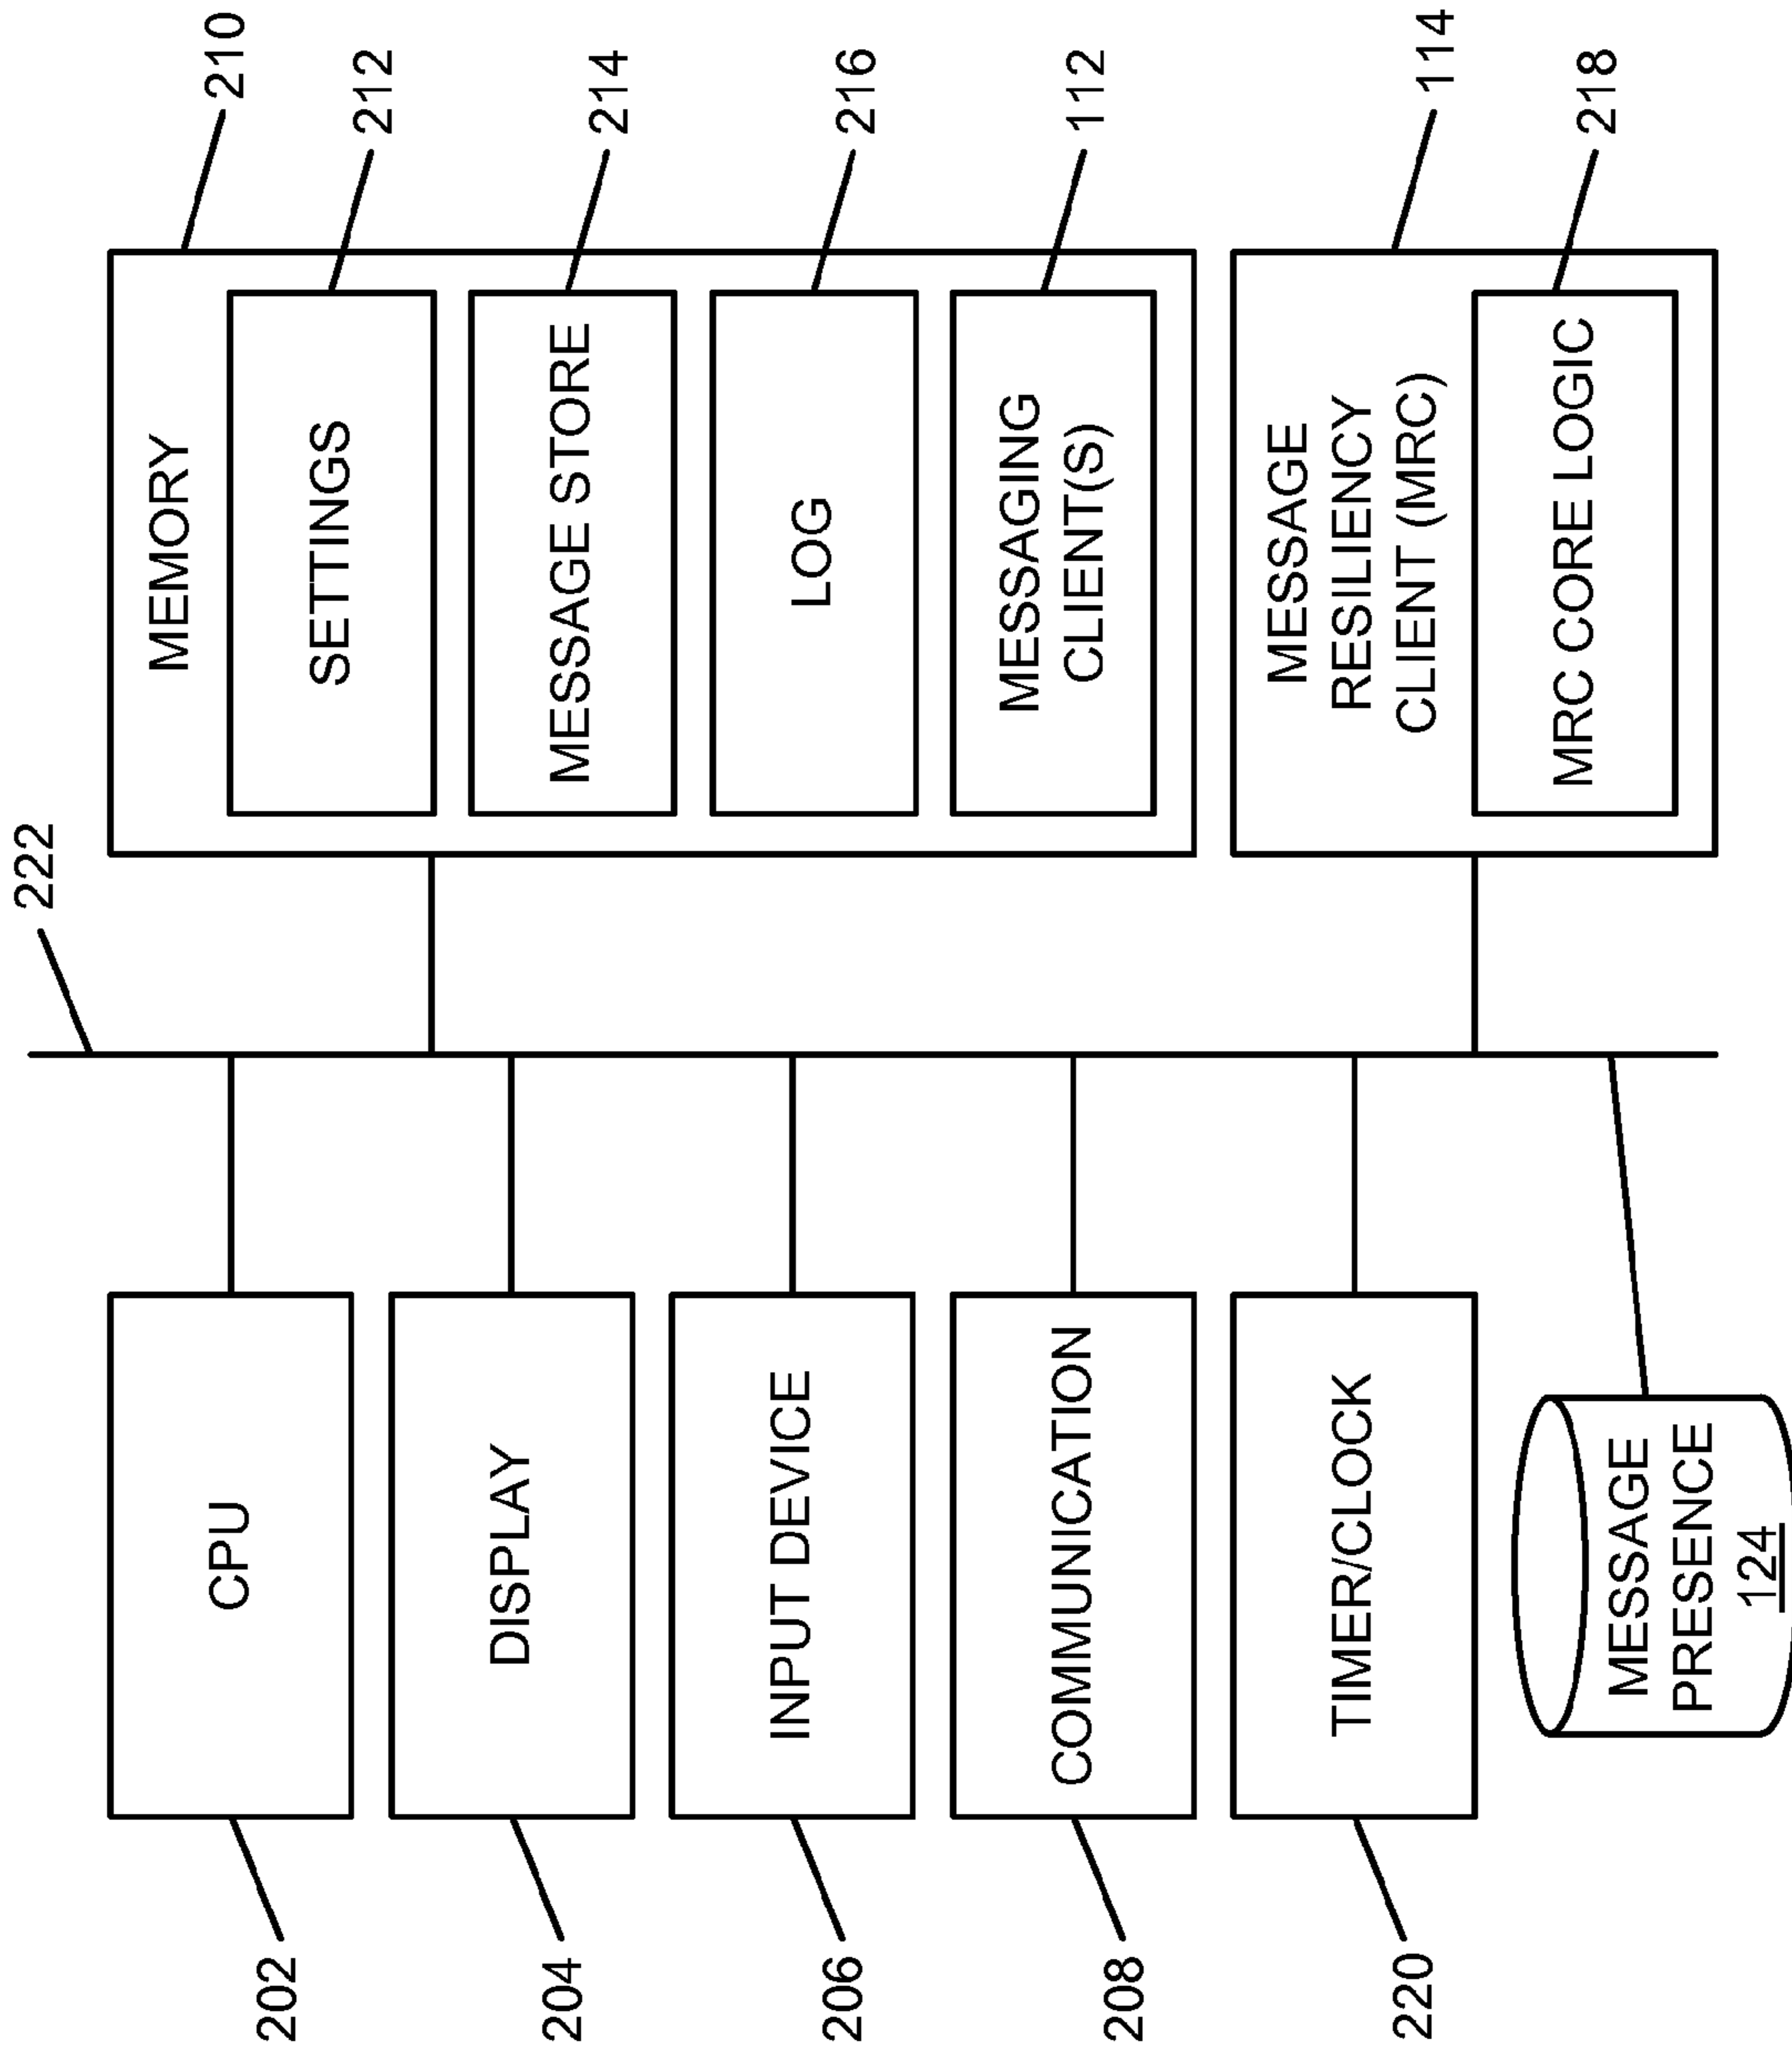 222
CPU
202
DISPLAY
204
INPUT DEVICE
206
COMMUNICATION
208
TIMER/CLOCK
220
MESSAGE
PRESENCE
124
MEMORY
210
SETTINGS
212
MESSAGE STORE
214
LOG
216
MESSAGING
CLIENT(S)
112
MESSAGE
RESILIENCY
CLIENT (MRC)
114
MRC CORE LOGIC
218